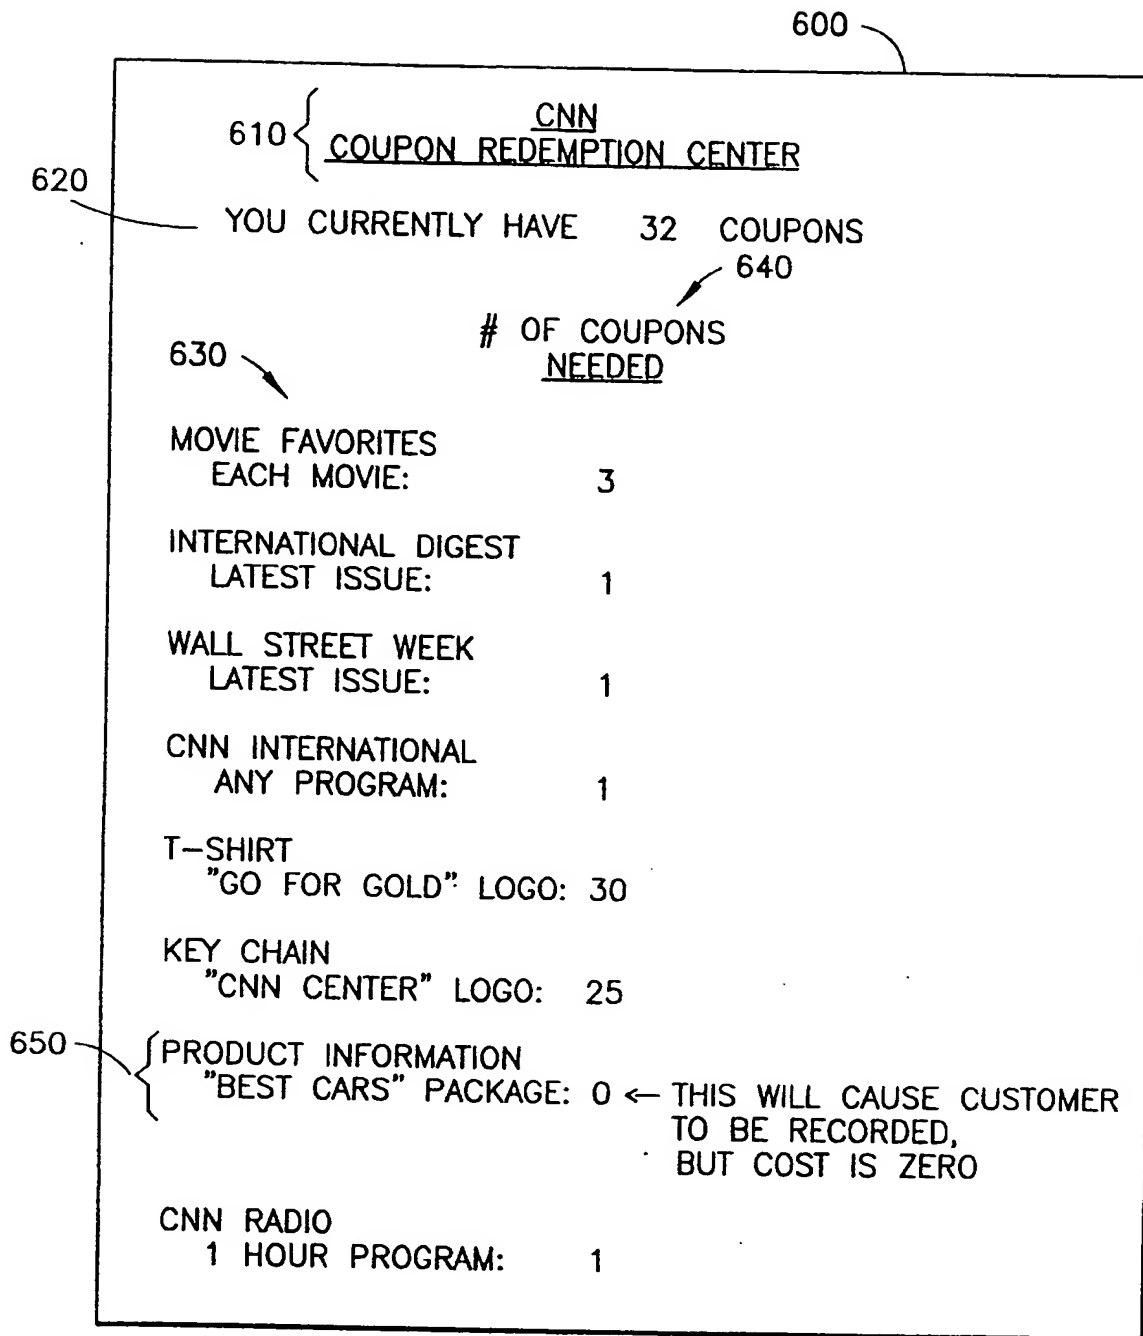 600
610
CNN
COUPON REDEMPTION CENTER
620
YOU CURRENTLY HAVE 32 COUPONS
640
# OF COUPONS
NEEDED
630
MOVIE FAVORITES
EACH MOVIE: 3
INTERNATIONAL DIGEST
LATEST ISSUE: 1
WALL STREET WEEK
LATEST ISSUE: 1
CNN INTERNATIONAL
ANY PROGRAM: 1
T-SHIRT
"GO FOR GOLD" LOGO: 30
KEY CHAIN
"CNN CENTER" LOGO: 25
650
PRODUCT INFORMATION
"BEST CARS" PACKAGE: 0 ← THIS WILL CAUSE CUSTOMER
TO BE RECORDED,
BUT COST IS ZERO
CNN RADIO
1 HOUR PROGRAM: 1